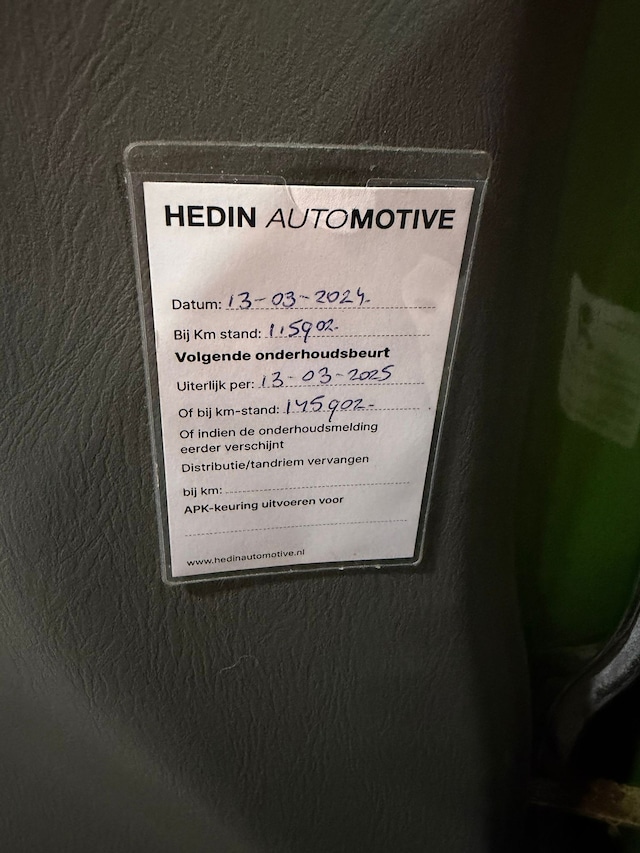 HEDIN AUTOMOTIVE
Datum: 13-03-2024-
Bij Km stand: 115902-
Volgende onderhoudsbeurt
Uiterlijk per: 13-03-2025
Of bij km-stand: 145902-
Of indien de onderhoudsmelding
eerder verschijnt
Distributie/tandriem vervangen
bij km:
APK-keuring uitvoeren voor
www.hedinautomotive.nl